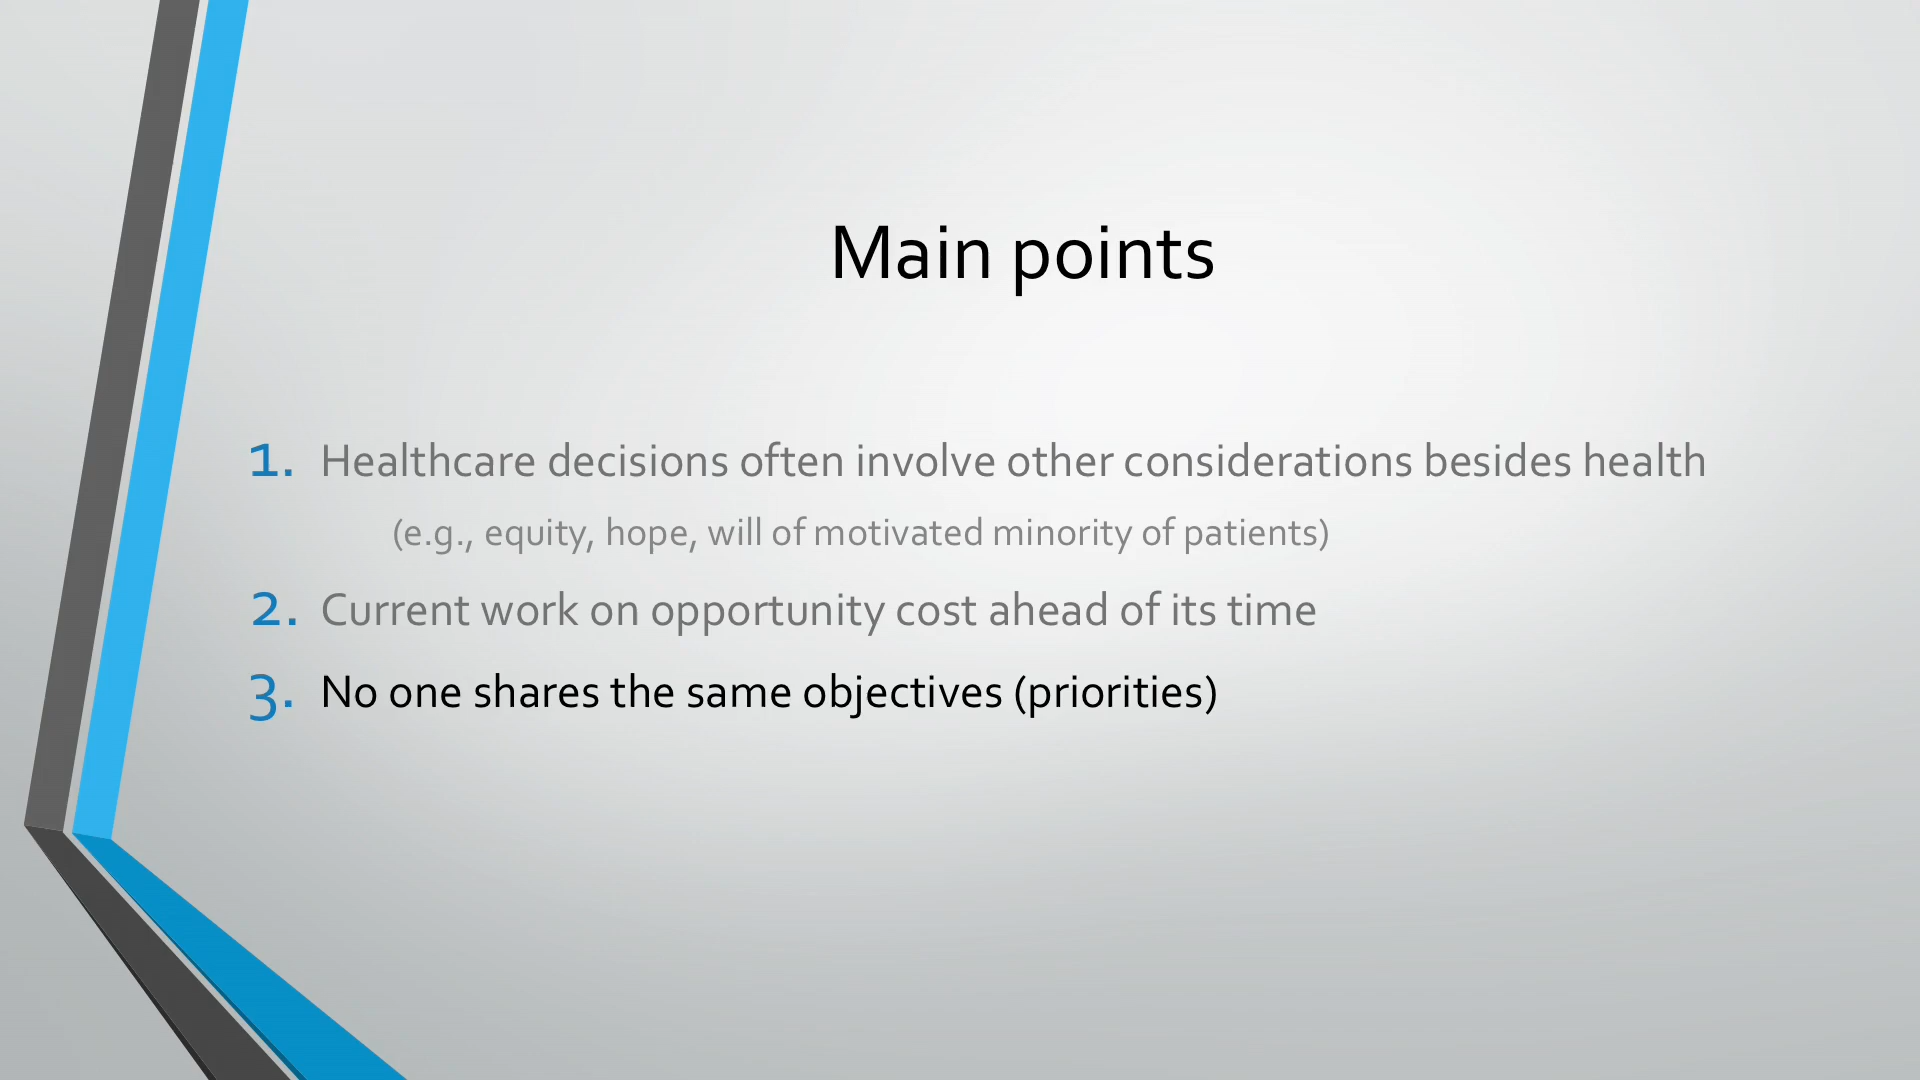 Main points
1. Healthcare decisions often involve other considerations besides health
(e.g., equity, hope, will of motivated minority of patients)
2. Current work on opportunity cost ahead of its time
3. No one shares the same objectives (priorities)